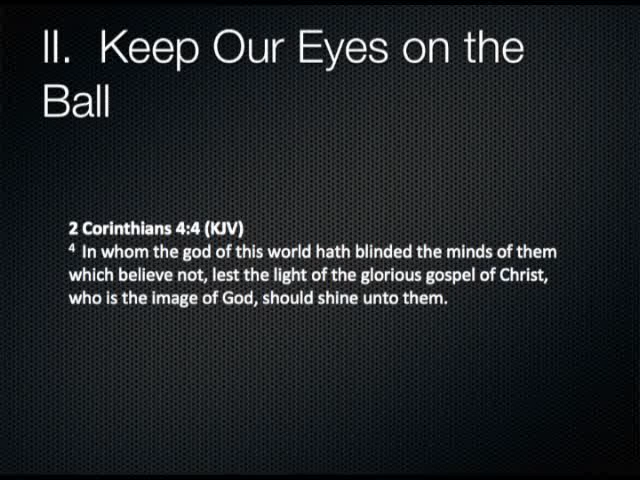 II. Keep Our Eyes on the
Ball
2 Corinthians 4:4 (KJV)
4 In whom the god of this world hath blinded the minds of them
which believe not, lest the light of the glorious gospel of Christ,
who is the image of God, should shine unto them.